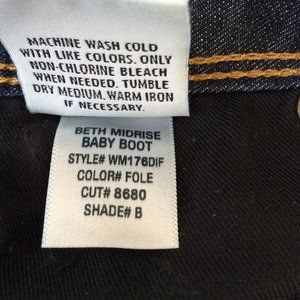 MACHINE WASH COLD
WITH LIKE COLORS. ONLY
NON-CHLORINE BLEACH
WHEN NEEDED. TUMBLE
DRY MEDIUM. WARM IRON
IF NECESSARY.
BETH MIDRISE
BABY BOOT
STYLE# WM176DIF
COLOR# FOLE
CUT# 8680
SHADE# B